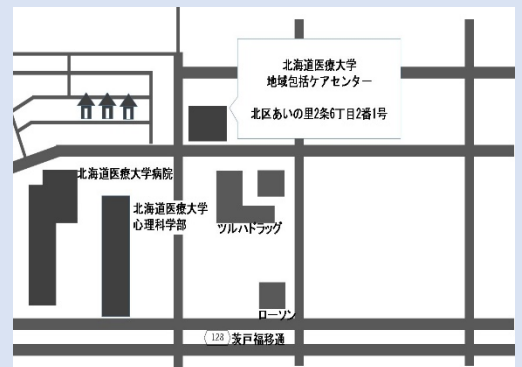 北海道医療大学
地域包括ケアセンター
北区あいの里2条6丁目2番1号
北海道医療大学病院
北海道医療大学
心理科学部
ツルハドラッグ
ローソン
128 茨戸福移通